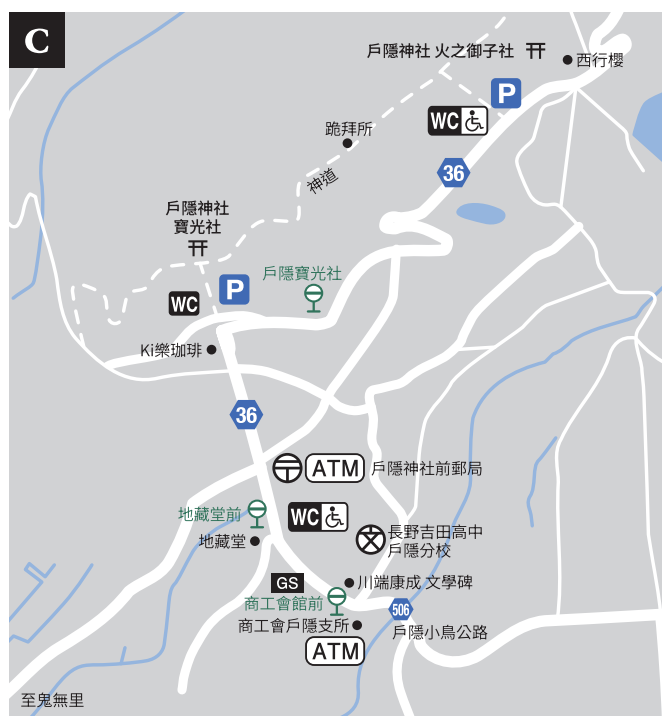 C
戶隱神社 火之御子社
西行櫻
P
WC
跪拜所
36
神道
戶隱神社
寶光社
戶隱寶光社
P
WC
Ki樂珈琲
36
ATM
戶隱神社前郵局
地藏堂前
WC
長野吉田高中
戶隱分校
地藏堂
GS
川端康成 文學碑
商工會館前
506
商工會戶隱支所
戶隱小鳥公路
ATM
至鬼無里